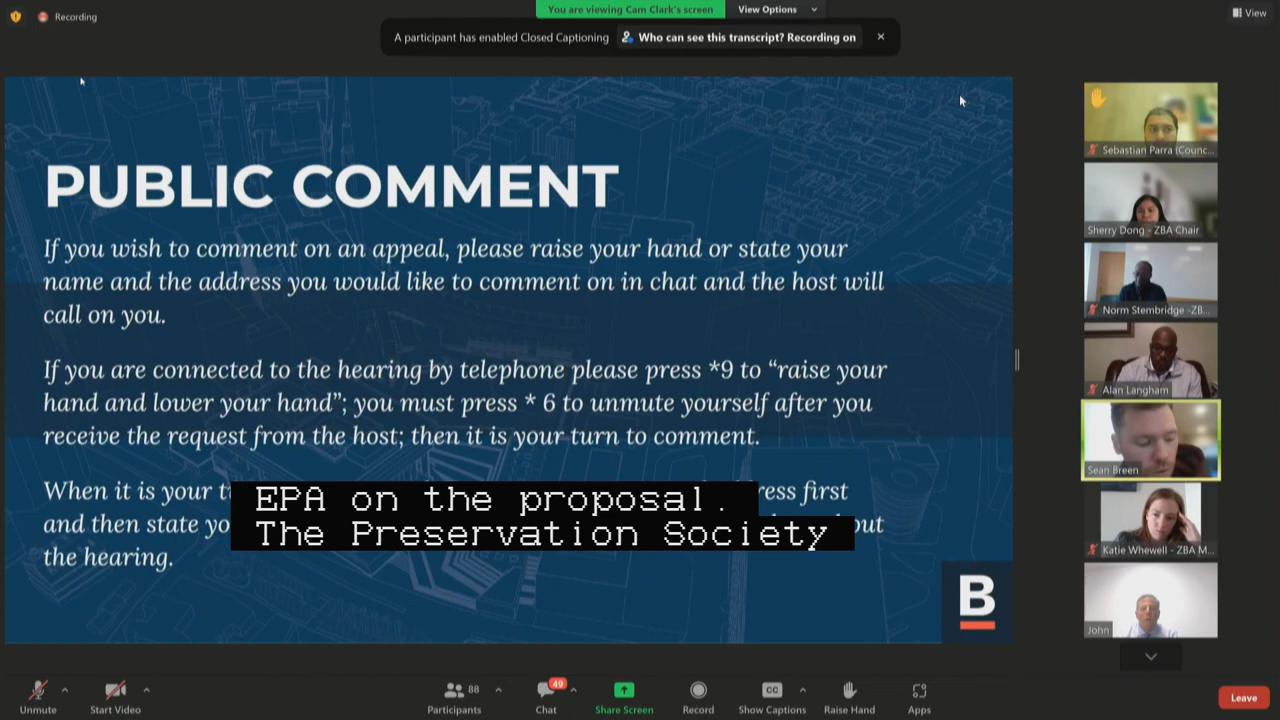 Recording
You are viewing Cam Clark's screen
View Options
View
A participant has enabled Closed Captioning
Who can see this transcript? Recording on
PUBLIC COMMENT
If you wish to comment on an appeal, please raise your hand or state your
name and the address you would like to comment on in chat and the host will
call on you.
If you are connected to the hearing by telephone please press *9 to “raise your
hand and lower your hand”; you must press * 6 to unmute yourself after you
receive the request from the host; then it is your turn to comment.
When it is your
first
and then state
the hearing.
EPA on the proposal.
The Preservation Society
B
Sebastian Parra (Counc...
Sherry Dong - ZBA Chair
Norm Stembridge -ZB...
Alan Langham
Sean Breen
Katie Whewell - ZBA M...
John
Unmute
Start Video
88
Participants
49
Chat
Share Screen
Record
CC
Show Captions
Raise Hand
Apps
Leave